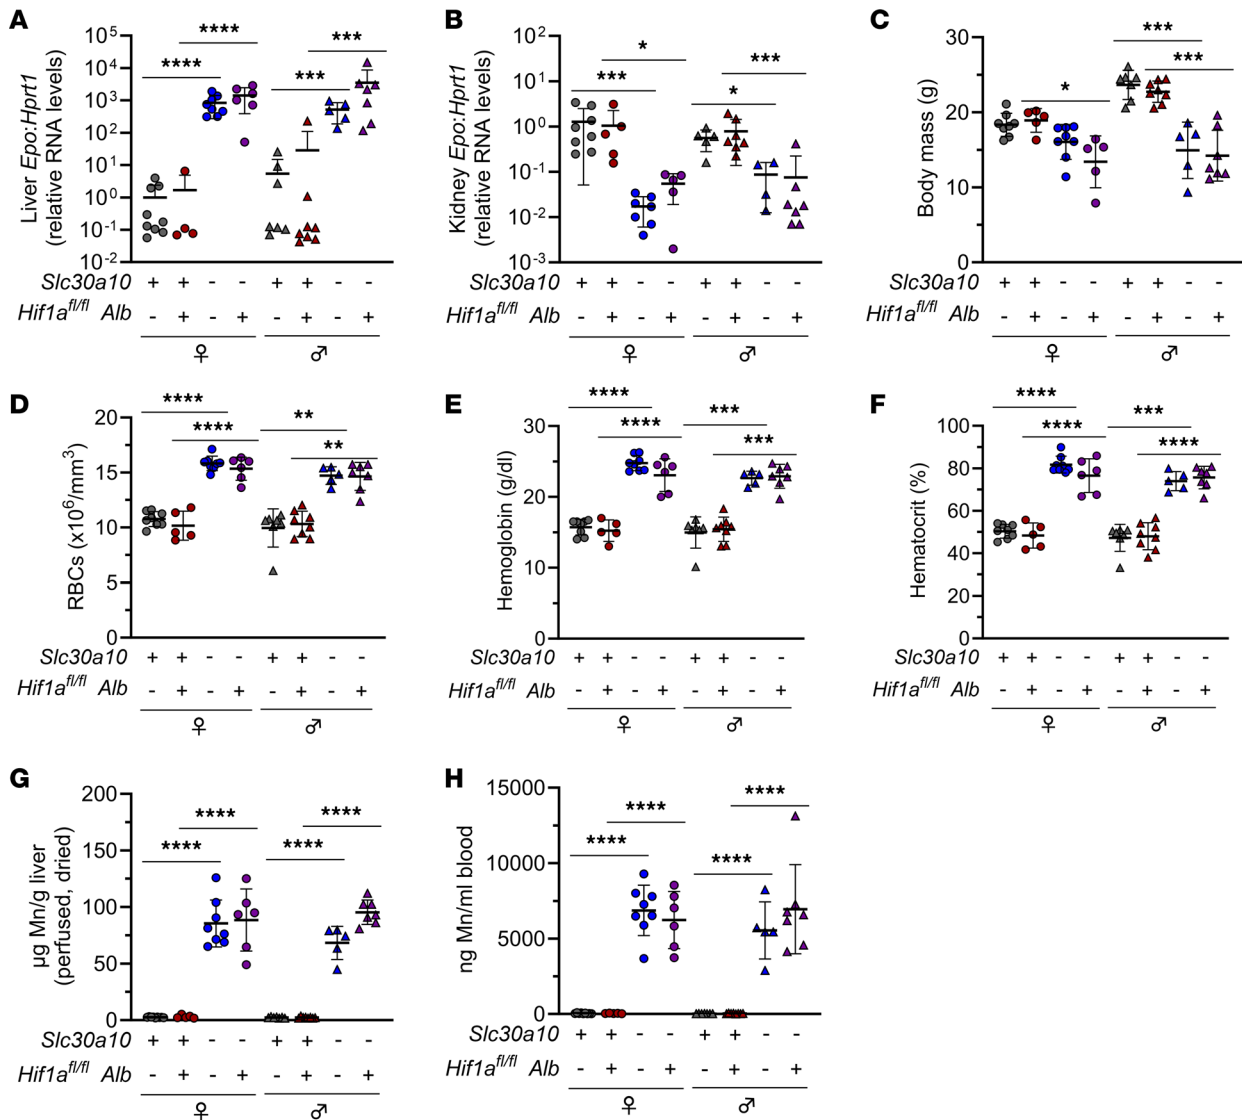 A
Liver Epo:Hprt1
(relative RNA levels)
10^5
10^4
10^3
10^2
10^1
10^0
10^-1
10^-2
**** **** *** ***
Slc30a10 + + - - + + - -
Hif1a^fl/fl Alb - + - + - + - +
♀ ♂
B
Kidney Epo:Hprt1
(relative RNA levels)
10^2
10^1
10^0
10^-1
10^-2
10^-3
*** * * ***
Slc30a10 + + - - + + - -
Hif1a^fl/fl Alb - + - + - + - +
♀ ♂
C
Body mass (g)
30
20
10
0
* *** ***
Slc30a10 + + - - + + - -
Hif1a^fl/fl Alb - + - + - + - +
♀ ♂
D
RBCs (x10^6/mm^3)
20
15
10
5
0
**** **** ** **
Slc30a10 + + - - + + - -
Hif1a^fl/fl Alb - + - + - + - +
♀ ♂
E
Hemoglobin (g/dl)
30
20
10
0
**** **** *** ***
Slc30a10 + + - - + + - -
Hif1a^fl/fl Alb - + - + - + - +
♀ ♂
F
Hematocrit (%)
100
80
60
40
20
0
**** **** *** ****
Slc30a10 + + - - + + - -
Hif1a^fl/fl Alb - + - + - + - +
♀ ♂
G
µg Mn/g liver
(perfused, dried)
200
150
100
50
0
**** **** **** ****
Slc30a10 + + - - + + - -
Hif1a^fl/fl Alb - + - + - + - +
♀ ♂
H
ng Mn/ml blood
15000
10000
5000
0
**** **** **** ****
Slc30a10 + + - - + + - -
Hif1a^fl/fl Alb - + - + - + - +
♀ ♂